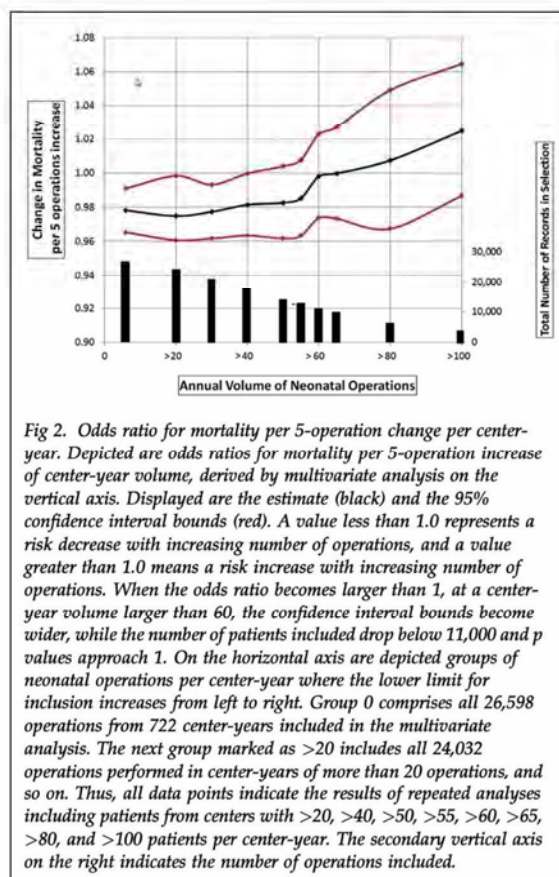 1.08
1.06
1.04
1.02
1.00
0.98
0.96
0.94
0.92
0.90
Change in Mortality
per 5 operations increase
30,000
20,000
10,000
0
Total Number of Records in Selection
0
>20
>40
>60
>80
>100
Annual Volume of Neonatal Operations
Fig 2. Odds ratio for mortality per 5-operation change per center-
year. Depicted are odds ratios for mortality per 5-operation increase
of center-year volume, derived by multivariate analysis on the
vertical axis. Displayed are the estimate (black) and the 95%
confidence interval bounds (red). A value less than 1.0 represents a
risk decrease with increasing number of operations, and a value
greater than 1.0 means a risk increase with increasing number of
operations. When the odds ratio becomes larger than 1, at a center-
year volume larger than 60, the confidence interval bounds become
wider, while the number of patients included drop below 11,000 and p
values approach 1. On the horizontal axis are depicted groups of
neonatal operations per center-year where the lower limit for
inclusion increases from left to right. Group 0 comprises all 26,598
operations from 722 center-years included in the multivariate
analysis. The next group marked as >20 includes all 24,032
operations performed in center-years of more than 20 operations, and
so on. Thus, all data points indicate the results of repeated analyses
including patients from centers with >20, >40, >50, >55, >60, >65,
>80, and >100 patients per center-year. The secondary vertical axis
on the right indicates the number of operations included.